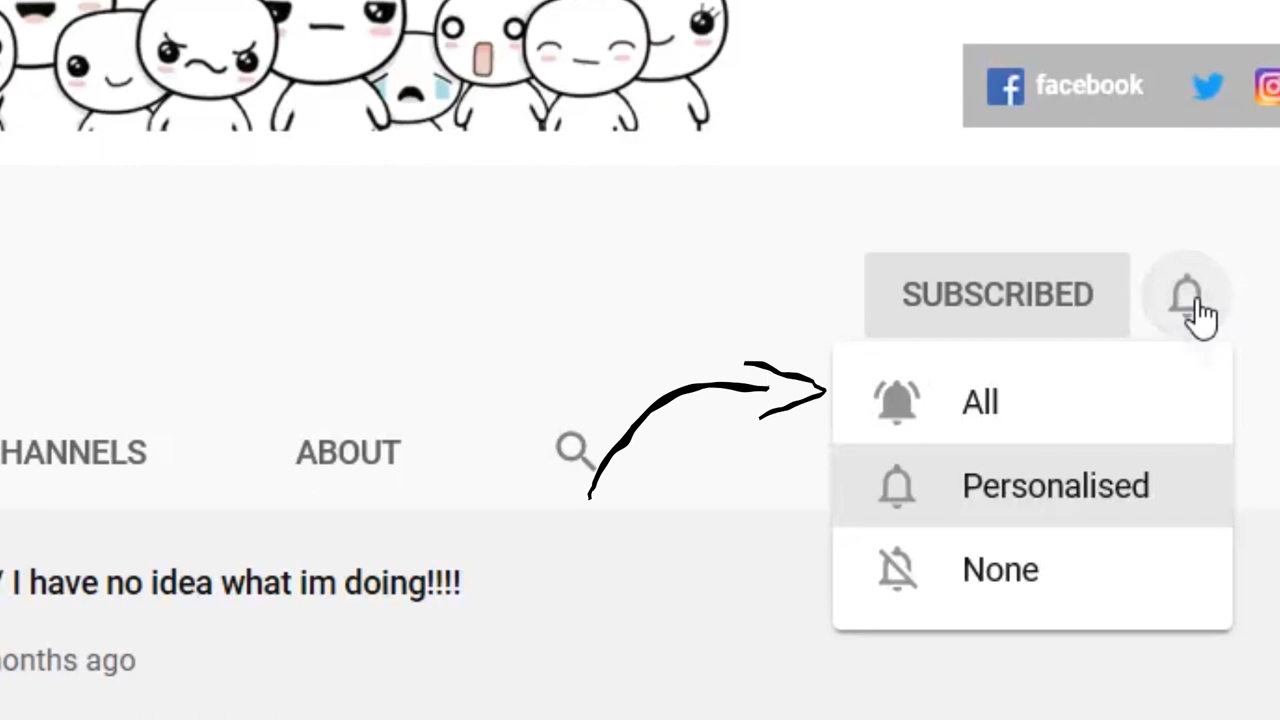 facebook
SUBSCRIBED
All
HANNELS
ABOUT
Personalised
I have no idea what im doing!!!!
None
onths ago